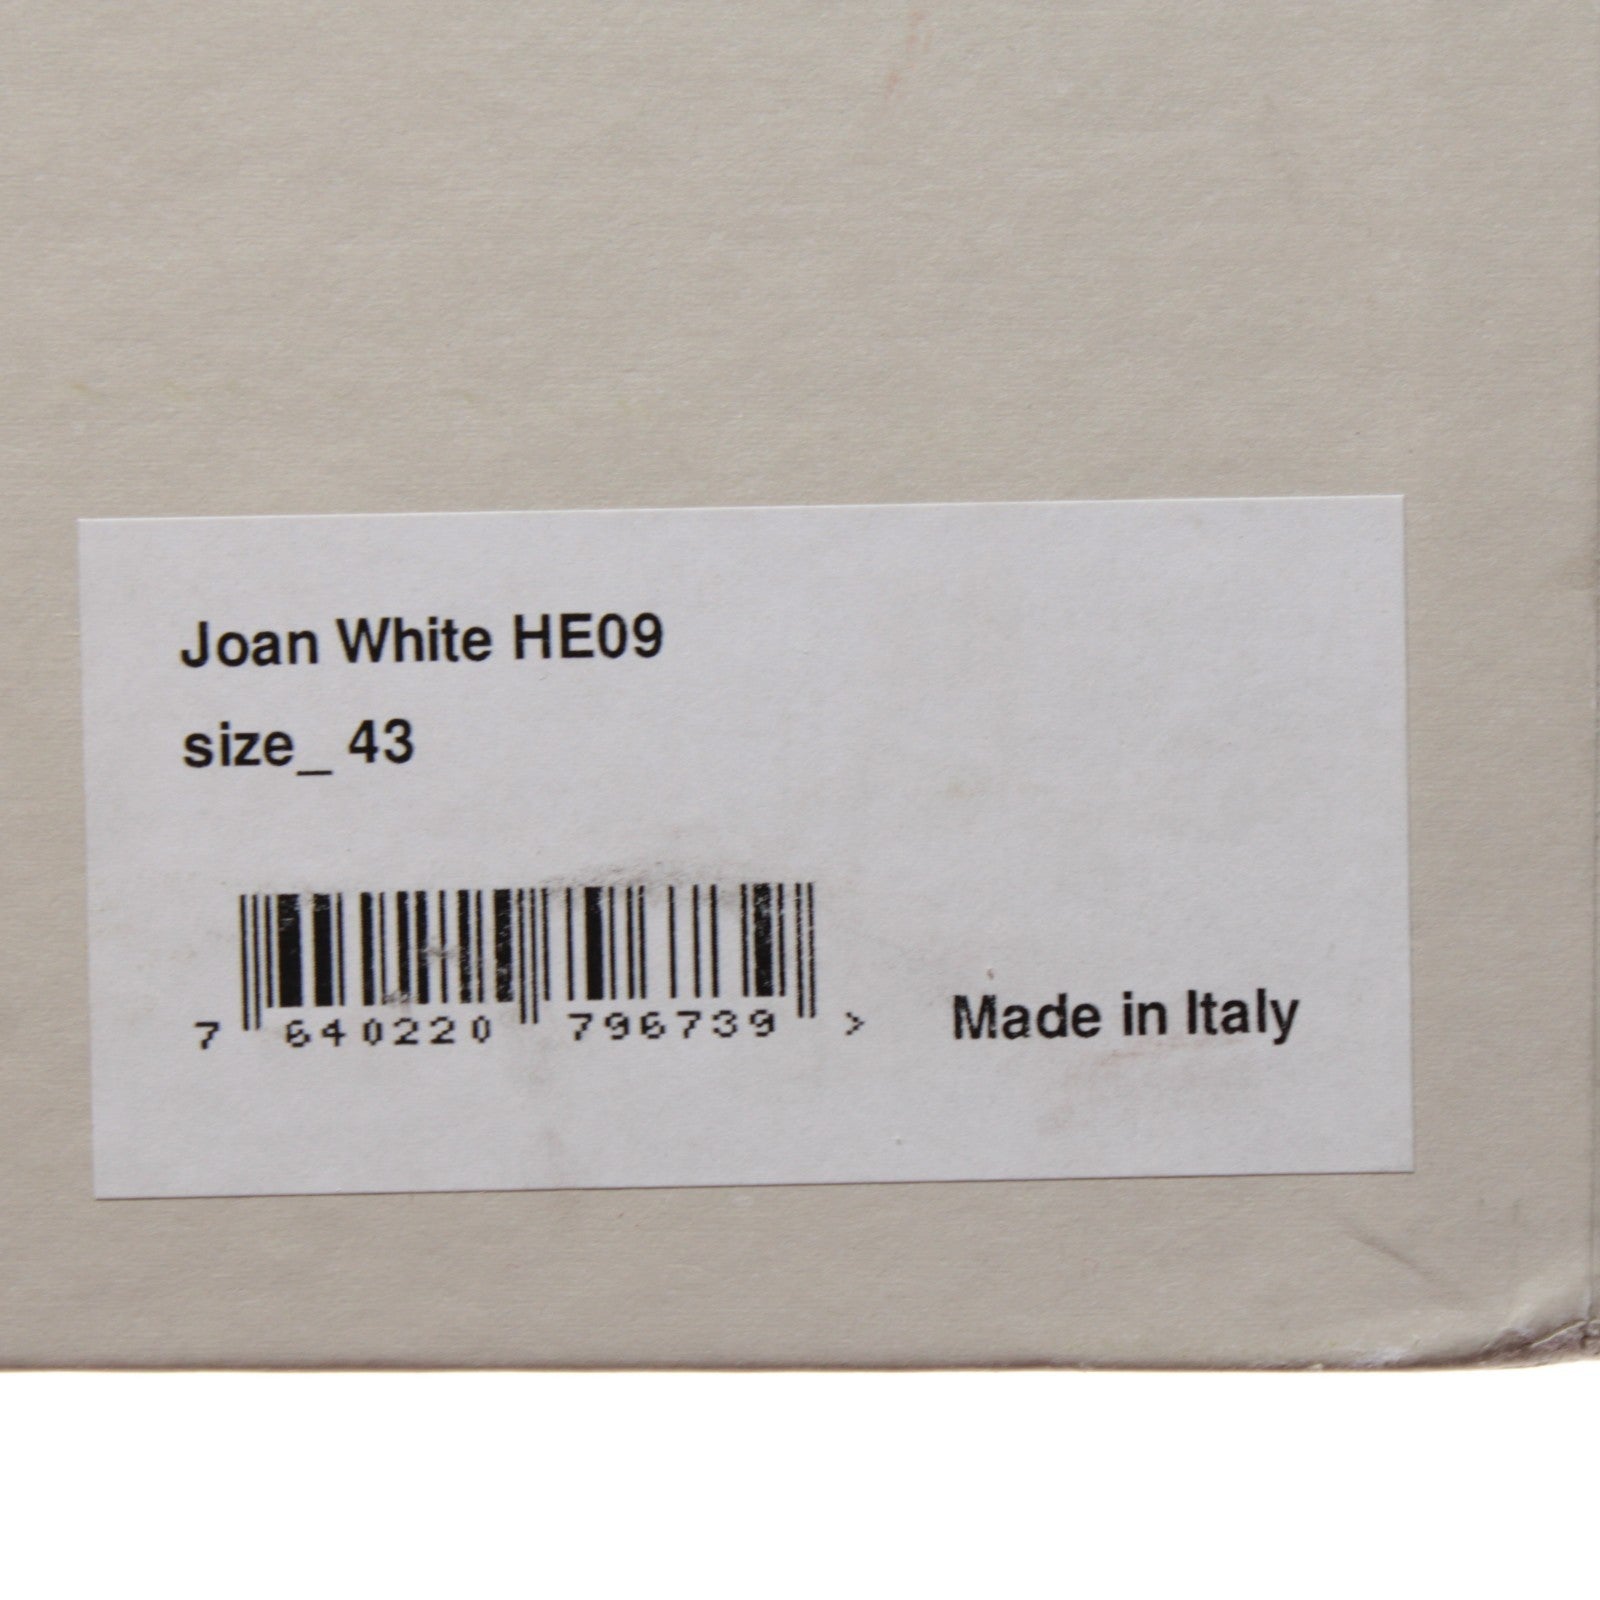 Joan White HE09
size_ 43
7 640220 796739 >
Made in Italy